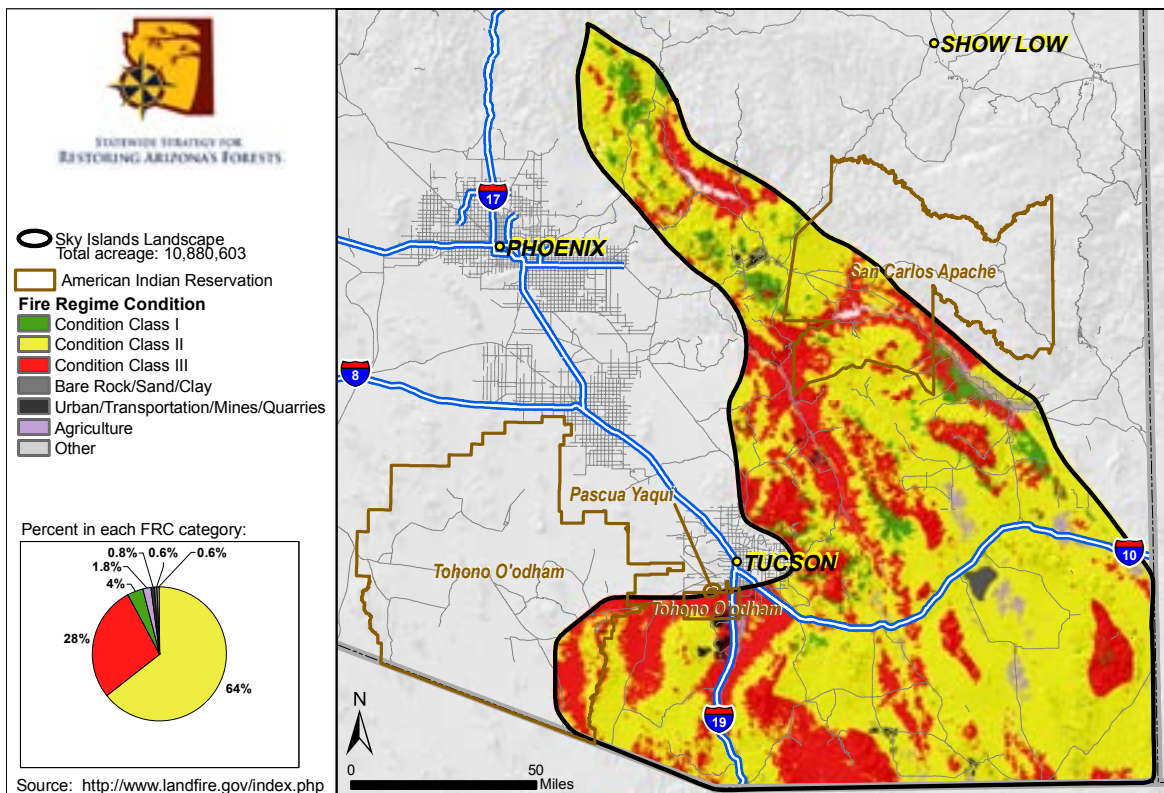 STATEWIDE STRATEGY FOR
RESTORING ARIZONA'S FORESTS
Sky Islands Landscape
Total acreage: 10,880,603
American Indian Reservation
Fire Regime Condition
Condition Class I
Condition Class II
Condition Class III
Bare Rock/Sand/Clay
Urban/Transportation/Mines/Quarries
Agriculture
Other
Percent in each FRC category:
0.8%
0.6%
0.6%
1.8%
4%
28%
64%
Source: http://www.landfire.gov/index.php
SHOW LOW
17
PHOENIX
San Carlos Apache
8
Pascua Yaqui
10
TUCSON
Tohono O'odham
Tohono O'odham
N
19
0
50
Miles